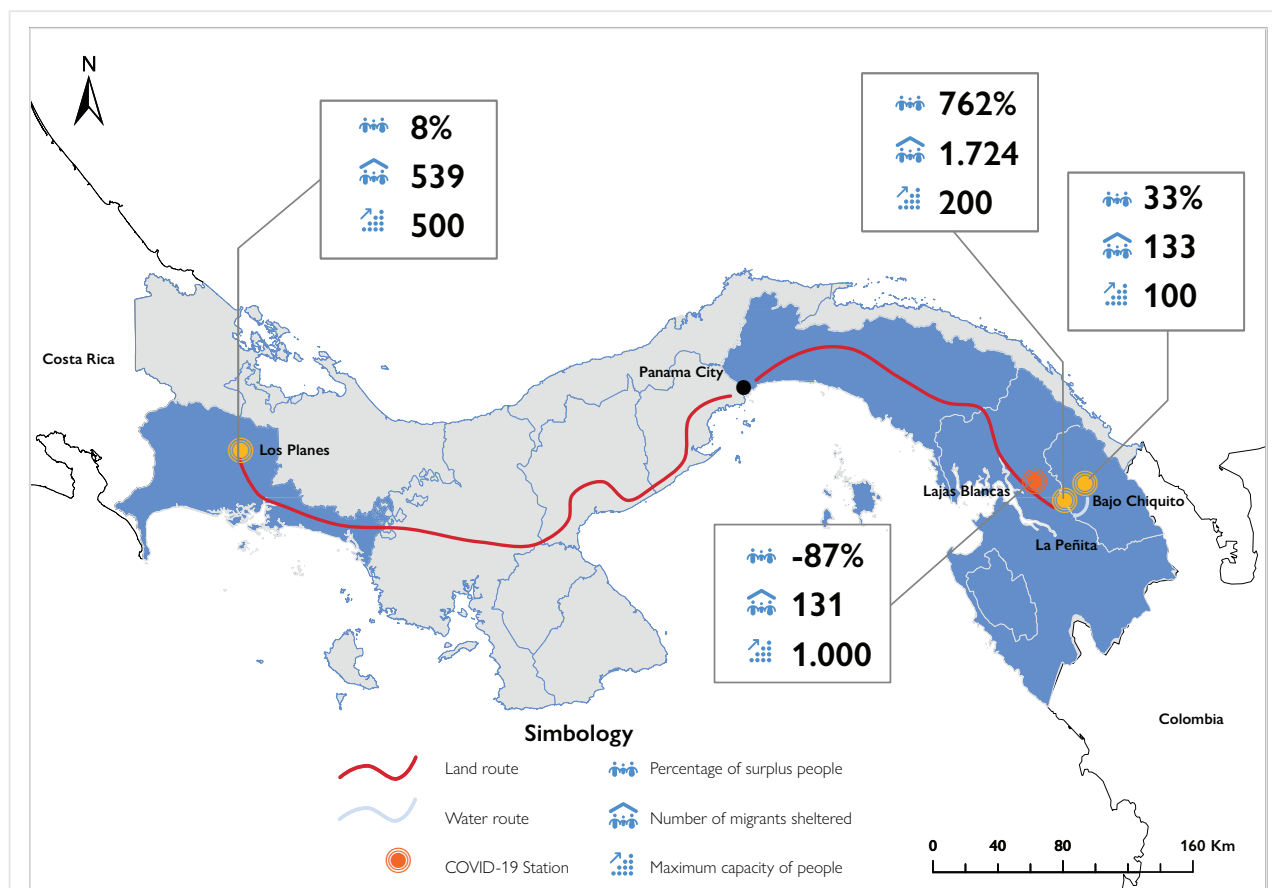 N
8%
539
500
762%
1.724
200
33%
133
100
Costa Rica
Panama City
Los Planes
Lajas Blancas
Bajo Chiquito
La Peñita
-87%
131
1.000
Colombia
Simbology
Land route
Water route
COVID-19 Station
Percentage of surplus people
Number of migrants sheltered
Maximum capacity of people
0 40 80 160 Km